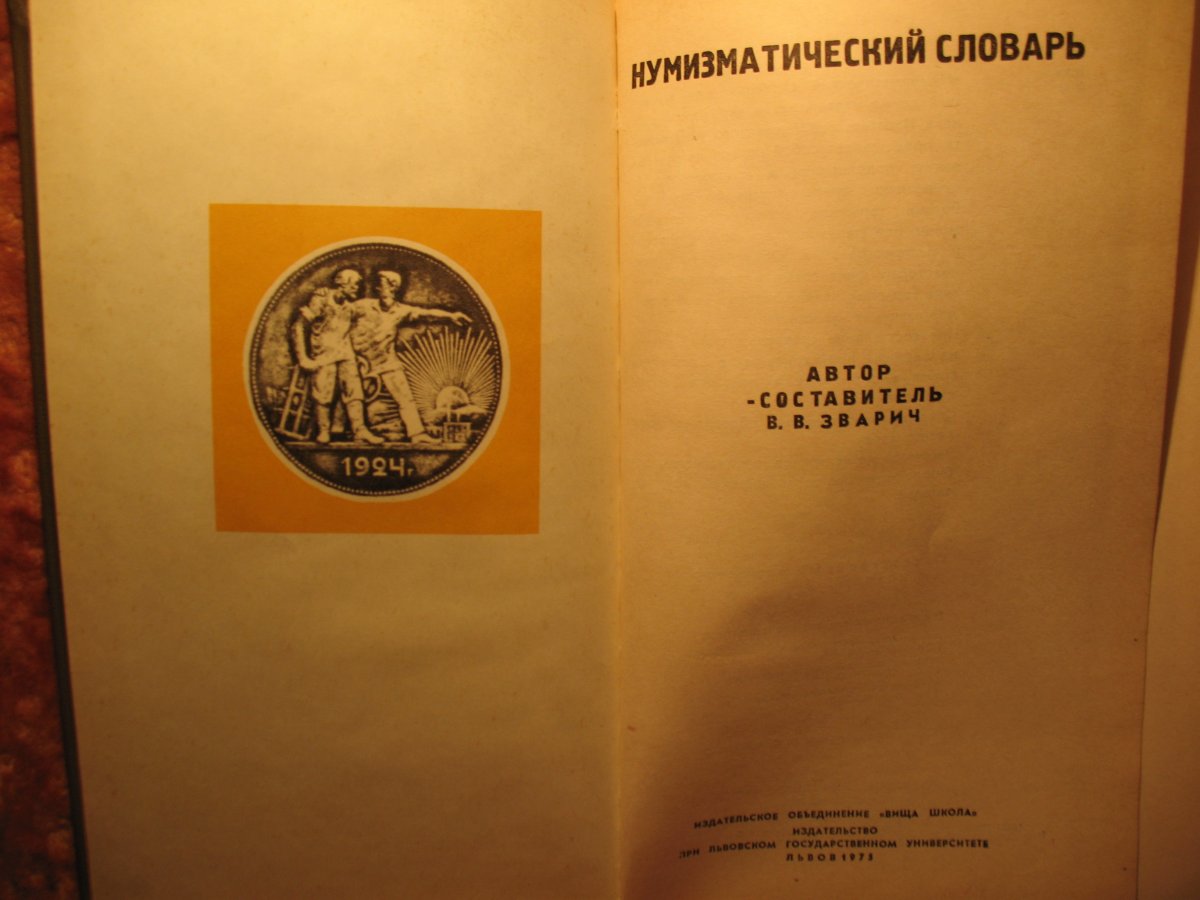 1924г.
НУМИЗМАТИЧЕСКИЙ СЛОВАРЬ
АВТОР
-СОСТАВИТЕЛЬ
В. В. ЗВАРИЧ
ИЗДАТЕЛЬСКОЕ ОБЪЕДИНЕНИЕ «ВИЩА ШКОЛА»
ИЗДАТЕЛЬСТВО
ПРИ ЛЬВОВСКОМ ГОСУДАРСТВЕННОМ УНИВЕРСИТЕТЕ
ЛЬВОВ 1975